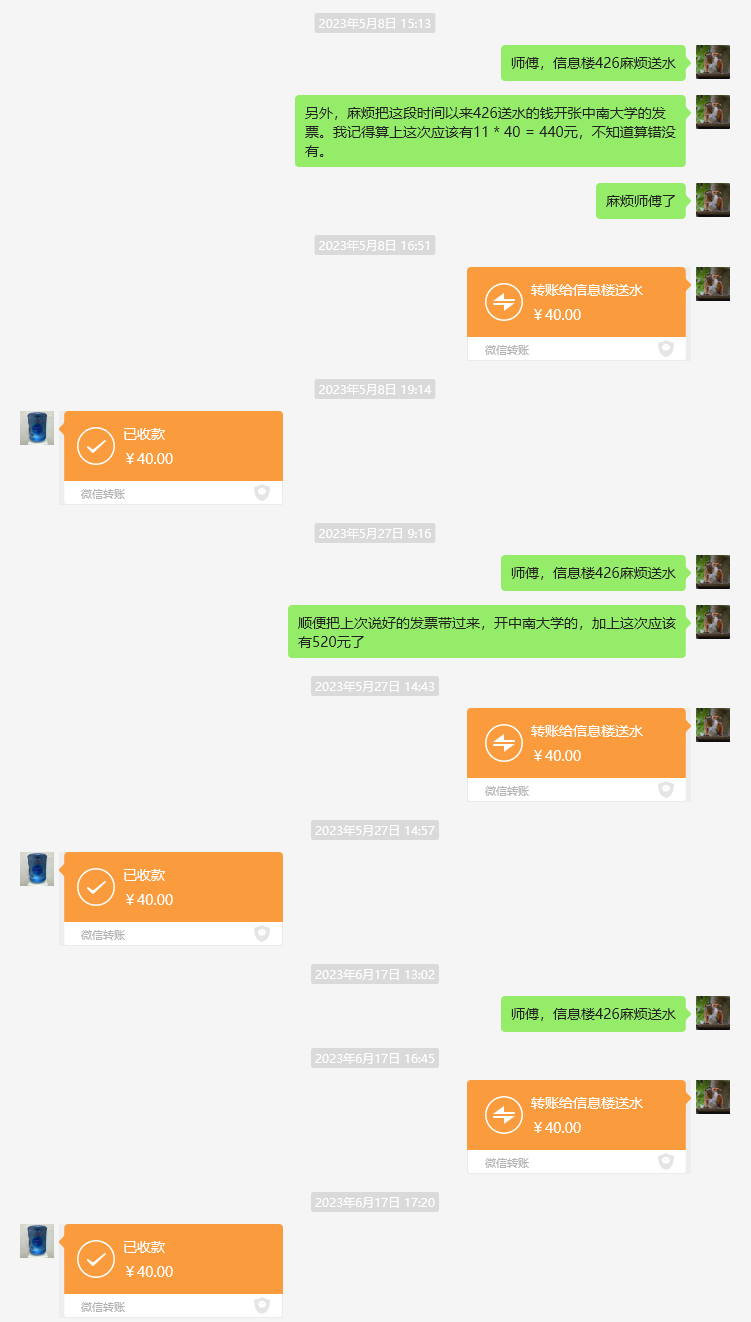 2023年5月8日 15:13
师傅，信息楼426麻烦送水
另外，麻烦把这段时间以来426送水的钱开张中南大学的发
票。我记得算上这次应该有11 * 40 = 440元，不知道算错没
有。
麻烦师傅了
2023年5月8日 16:51
转账给信息楼送水
￥40.00
微信转账
2023年5月8日 19:14
已收款
￥40.00
微信转账
2023年5月27日 9:16
师傅，信息楼426麻烦送水
顺便把上次说好的发票带过来，开中南大学的，加上这次应该
有520元了
2023年5月27日 14:43
转账给信息楼送水
￥40.00
微信转账
2023年5月27日 14:57
已收款
￥40.00
微信转账
2023年6月17日 13:02
师傅，信息楼426麻烦送水
2023年6月17日 16:45
转账给信息楼送水
￥40.00
微信转账
2023年6月17日 17:20
已收款
￥40.00
微信转账